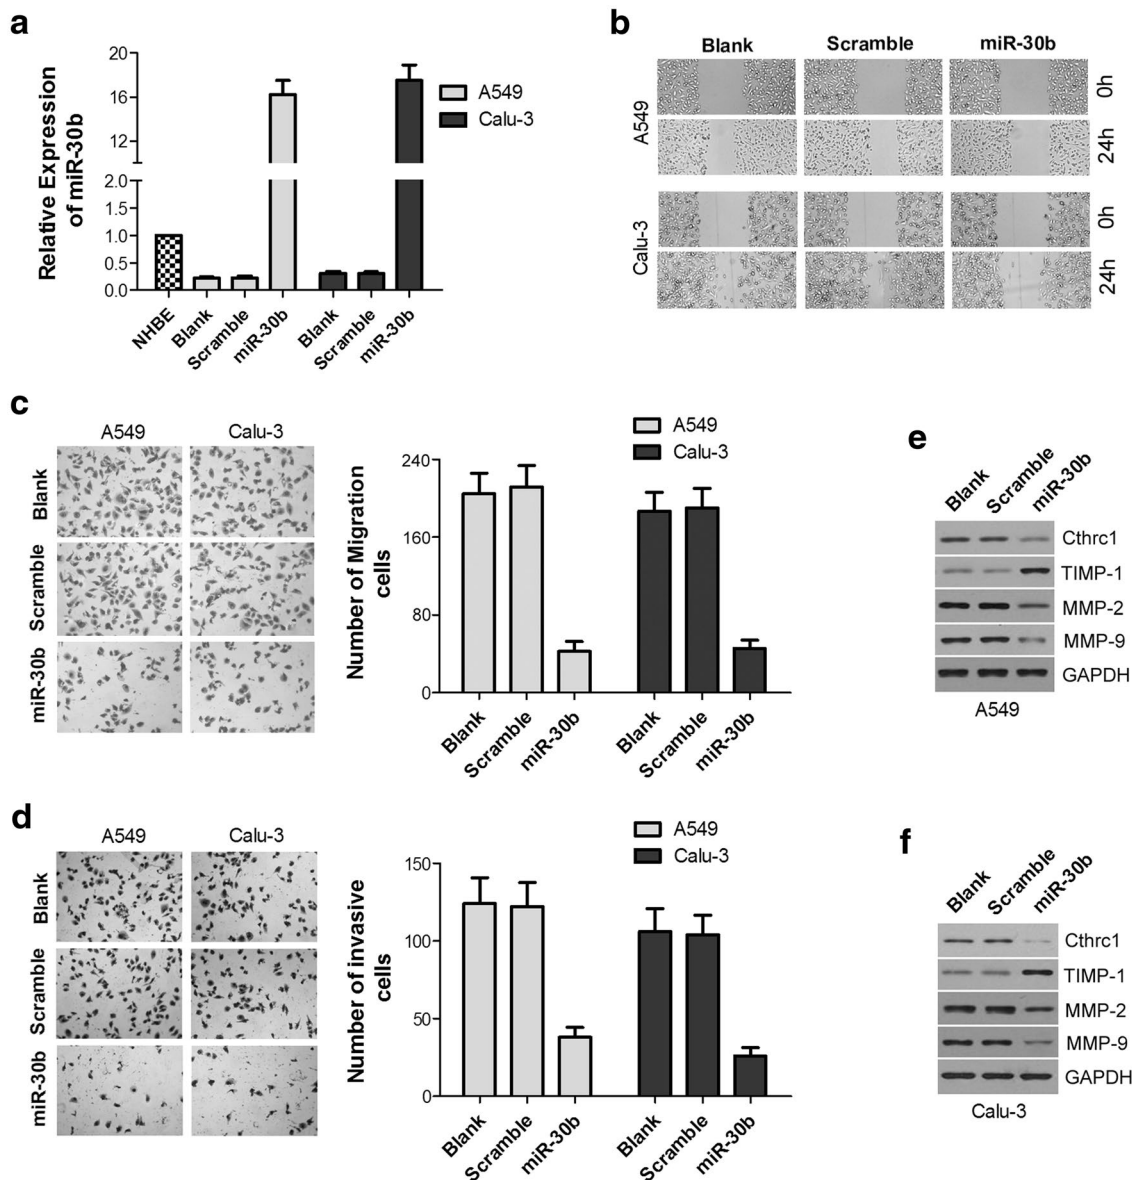 a
20
16
12
2.0
1.0
0.5
0.0
Relative Expression
of miR-30b
A549
Calu-3
NHBE
Blank
Scramble
miR-30b
Blank
Scramble
miR-30b
b
Blank Scramble miR-30b
A549
0h
24h
Calu-3
0h
24h
c
A549 Calu-3
Blank
Scramble
miR-30b
A549
Calu-3
240
160
80
0
Number of Migration
cells
Blank
Scramble
miR-30b
Blank
Scramble
miR-30b
e
Blank
Scramble
miR-30b
Cthrc1
TIMP-1
MMP-2
MMP-9
GAPDH
A549
d
A549 Calu-3
Blank
Scramble
miR-30b
A549
Calu-3
150
100
50
0
Number of invasive
cells
Blank
Scramble
miR-30b
Blank
Scramble
miR-30b
f
Blank
Scramble
miR-30b
Cthrc1
TIMP-1
MMP-2
MMP-9
GAPDH
Calu-3